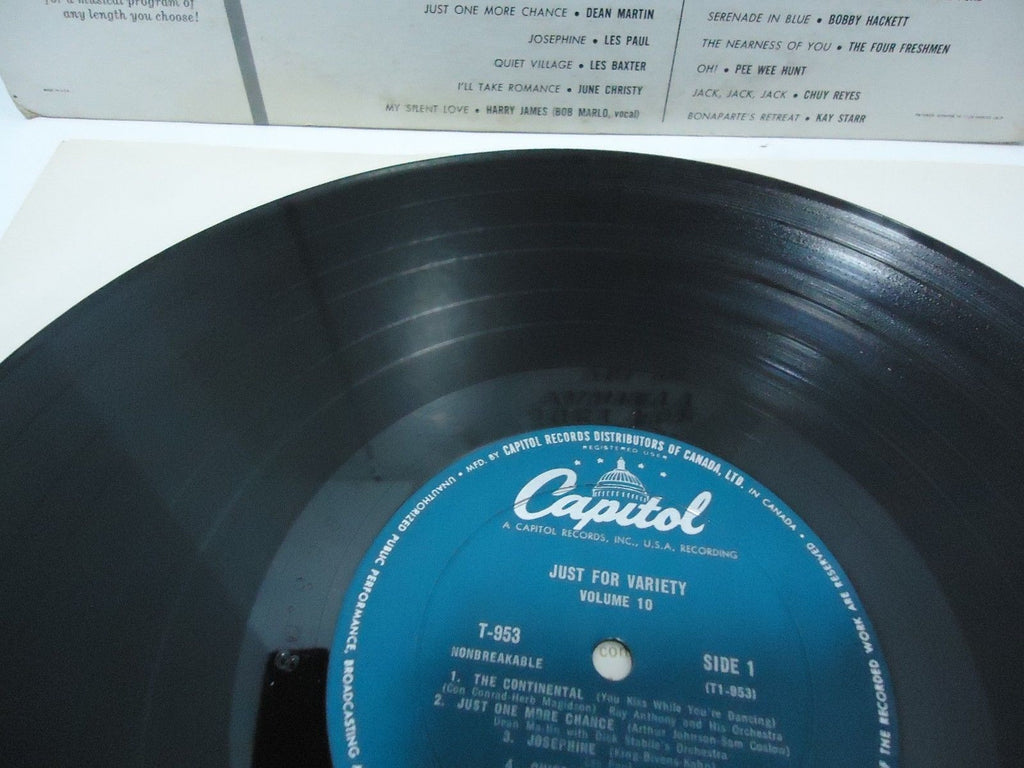 any length you choose!
JUST ONE MORE CHANCE • DEAN MARTIN
JOSEPHINE • LES PAUL
QUIET VILLAGE • LES BAXTER
I'LL TAKE ROMANCE • JUNE CHRISTY
MY SILENT LOVE • HARRY JAMES (BOB MARLO, vocal)
SERENADE IN BLUE • BOBBY HACKETT
THE NEARNESS OF YOU • THE FOUR FRESHMEN
OH! • PEE WEE HUNT
JACK, JACK, JACK • CHUY REYES
BONAPARTE'S RETREAT • KAY STARR
UNAUTHORIZED PUBLIC PERFORMANCE, BROADCASTING
• MFD. BY CAPITOL RECORDS DISTRIBUTORS OF CANADA, LTD. IN CANADA •
OF THE RECORDED WORK ARE RESERVED
REGISTERED USER
Capitol
A CAPITOL RECORDS, INC., U.S.A. RECORDING
JUST FOR VARIETY
VOLUME 10
T-953
NONBREAKABLE
SIDE 1
(T1-953)
1. THE CONTINENTAL (You Kiss While You're Dancing)
(Con Conrad-Herb Magidson) Ray Anthony and His Orchestra
2. JUST ONE MORE CHANCE (Arthur Johnson-Sam Coslow)
Dean Martin with Dick Stabile's Orchestra
3. JOSEPHINE (King-Bivens-Kahn)
Les Paul
4.